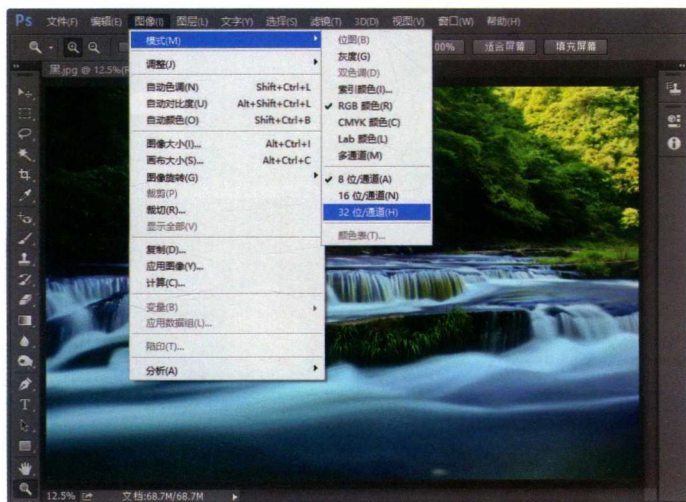 Ps 文件(F) 编辑(E) 图像(I) 图层(L) 文字(Y) 选择(S) 滤镜(T) 3D(D) 视图(V) 窗口(W) 帮助(H)
00% 适合屏幕 填充屏幕
黑.jpg @ 12.5%(R
模式(M)
调整(J)
自动色调(N) Shift+Ctrl+L
自动对比度(U) Alt+Shift+Ctrl+L
自动颜色(O) Shift+Ctrl+B
图像大小(I)... Alt+Ctrl+I
画布大小(S)... Alt+Ctrl+C
图像旋转(G)
裁剪(P)
裁切(R)...
显示全部(V)
复制(D)...
应用图像(Y)...
计算(C)...
变量(B)
应用数据组(L)...
陷印(T)...
分析(A)
位图(B)
灰度(G)
双色调(D)
索引颜色(I)...
RGB 颜色(R)
CMYK 颜色(C)
Lab 颜色(L)
多通道(M)
8 位/通道(A)
16 位/通道(N)
32 位/通道(H)
颜色表(T)...
12.5% 文档:68.7M/68.7M